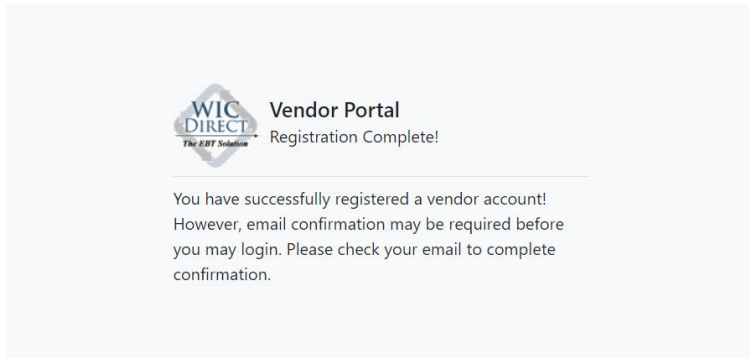 WIC
DIRECT
The EBT Solution
Vendor Portal
Registration Complete!
You have successfully registered a vendor account!
However, email confirmation may be required before
you may login. Please check your email to complete
confirmation.